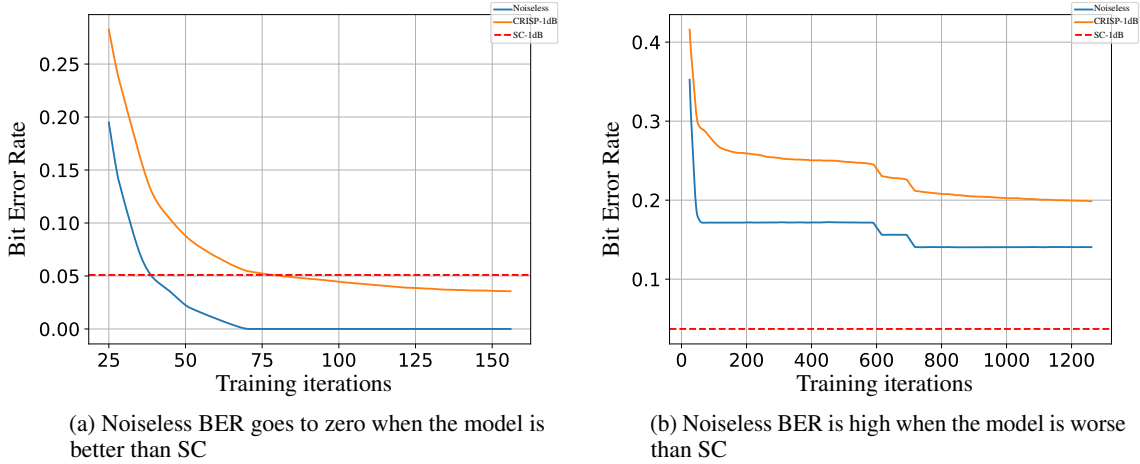 Noiseless
CRISP-1dB
SC-1dB
0.25
0.20
0.15
0.10
0.05
0.00
Bit Error Rate
25 50 75 100 125 150
Training iterations
(a) Noiseless BER goes to zero when the model is
better than SC
Noiseless
CRISP-1dB
SC-1dB
0.4
0.3
0.2
0.1
Bit Error Rate
0 200 400 600 800 1000 1200
Training iterations
(b) Noiseless BER is high when the model is worse
than SC